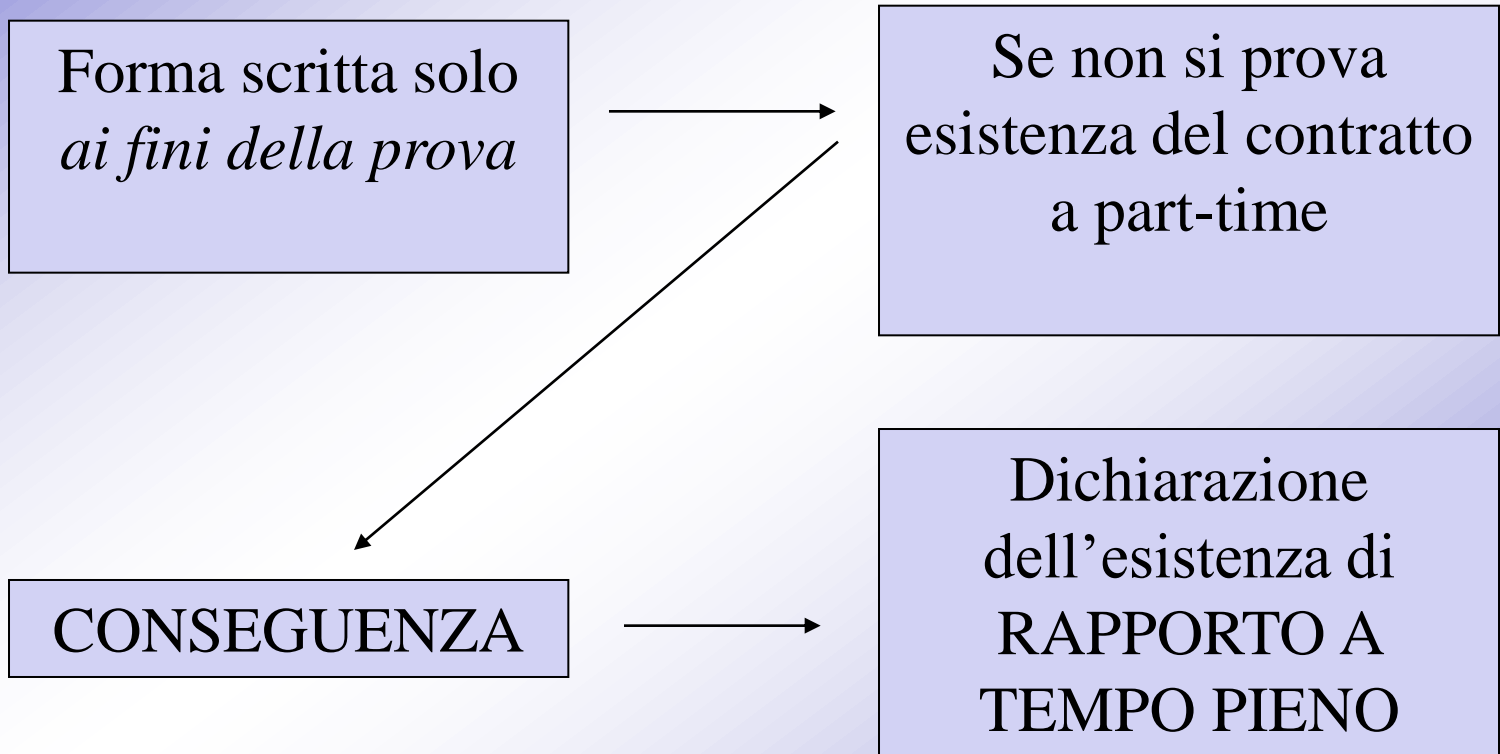 Forma scritta solo
ai fini della prova
Se non si prova
esistenza del contratto
a part-time
CONSEGUENZA
Dichiarazione
dell’esistenza di
RAPPORTO A
TEMPO PIENO